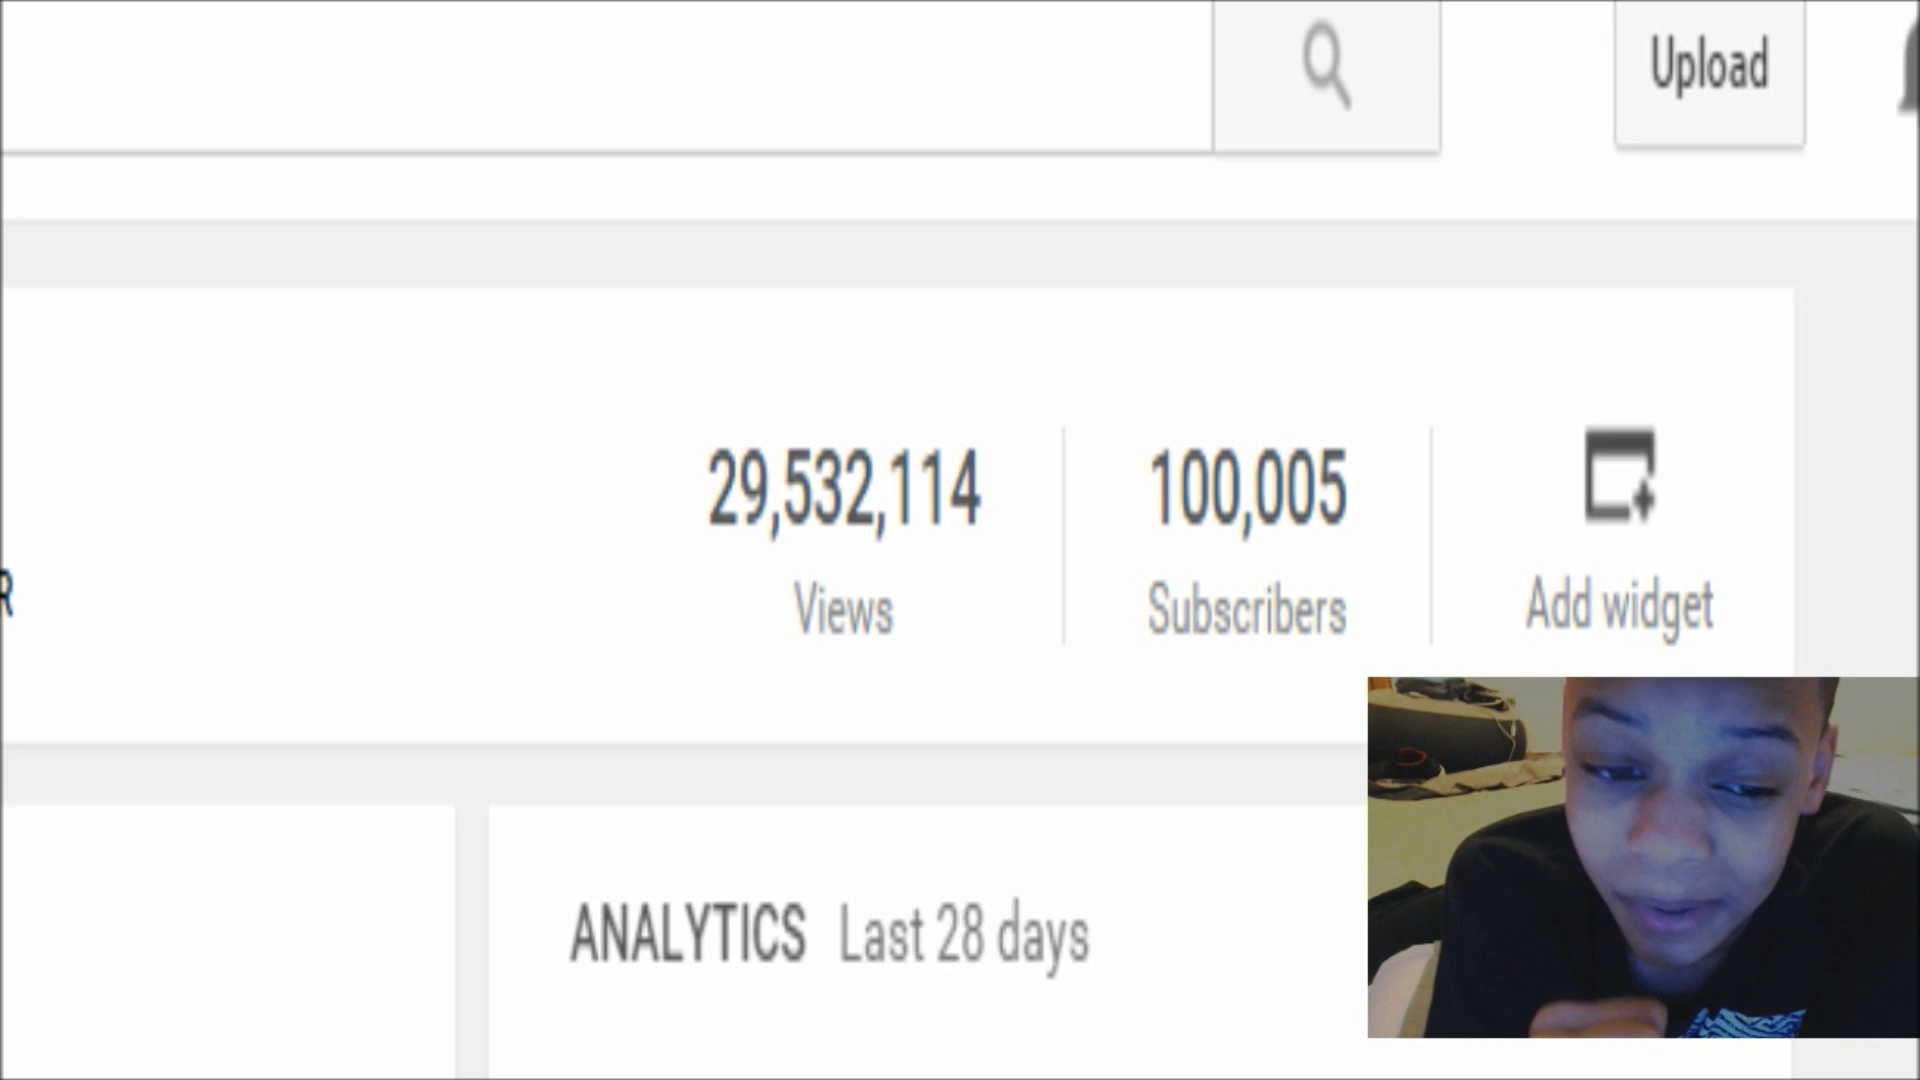 Upload
R
29,532,114 100,005
Views Subscribers Add widget
ANALYTICS Last 28 days